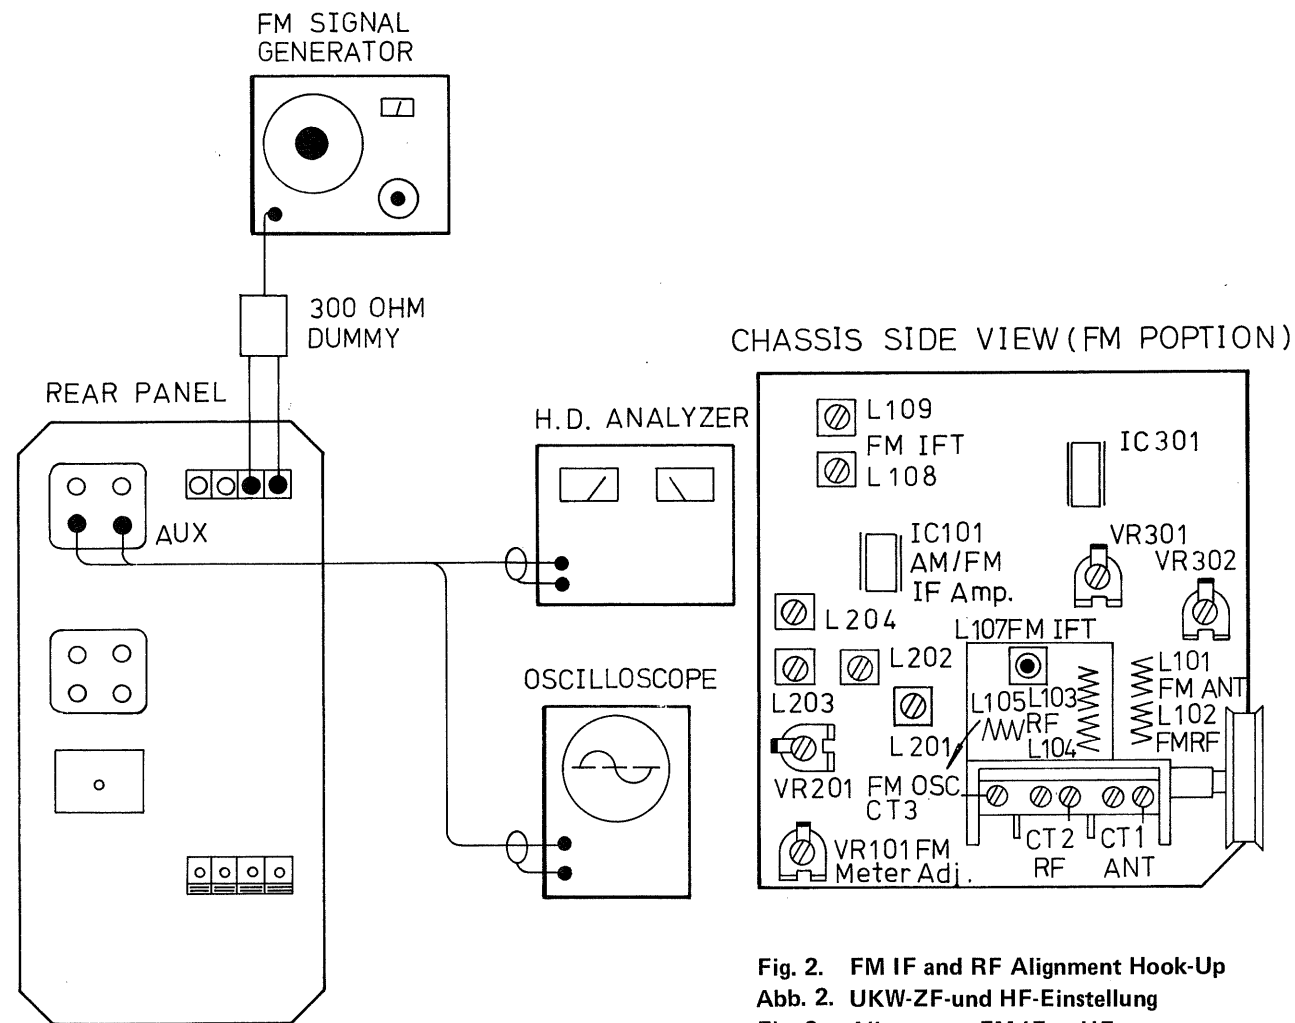 FM SIGNAL
GENERATOR
300 OHM
DUMMY
REAR PANEL
AUX
H.D. ANALYZER
OSCILLOSCOPE
CHASSIS SIDE VIEW(FM POPTION)
L109
FM IFT
L108
IC301
IC101
AM/FM
IF Amp.
VR301
VR302
L204
L107FM IFT
L202
L203
L201
L105
L103
RF
L104
L101
FM ANT
L102
FMRF
VR201
FM OSC
CT3
CT2
RF
CT1
ANT
VR101FM
Meter Adj.
Fig. 2. FM IF and RF Alignment Hook-Up
Abb. 2. UKW-ZF-und HF-Einstellung